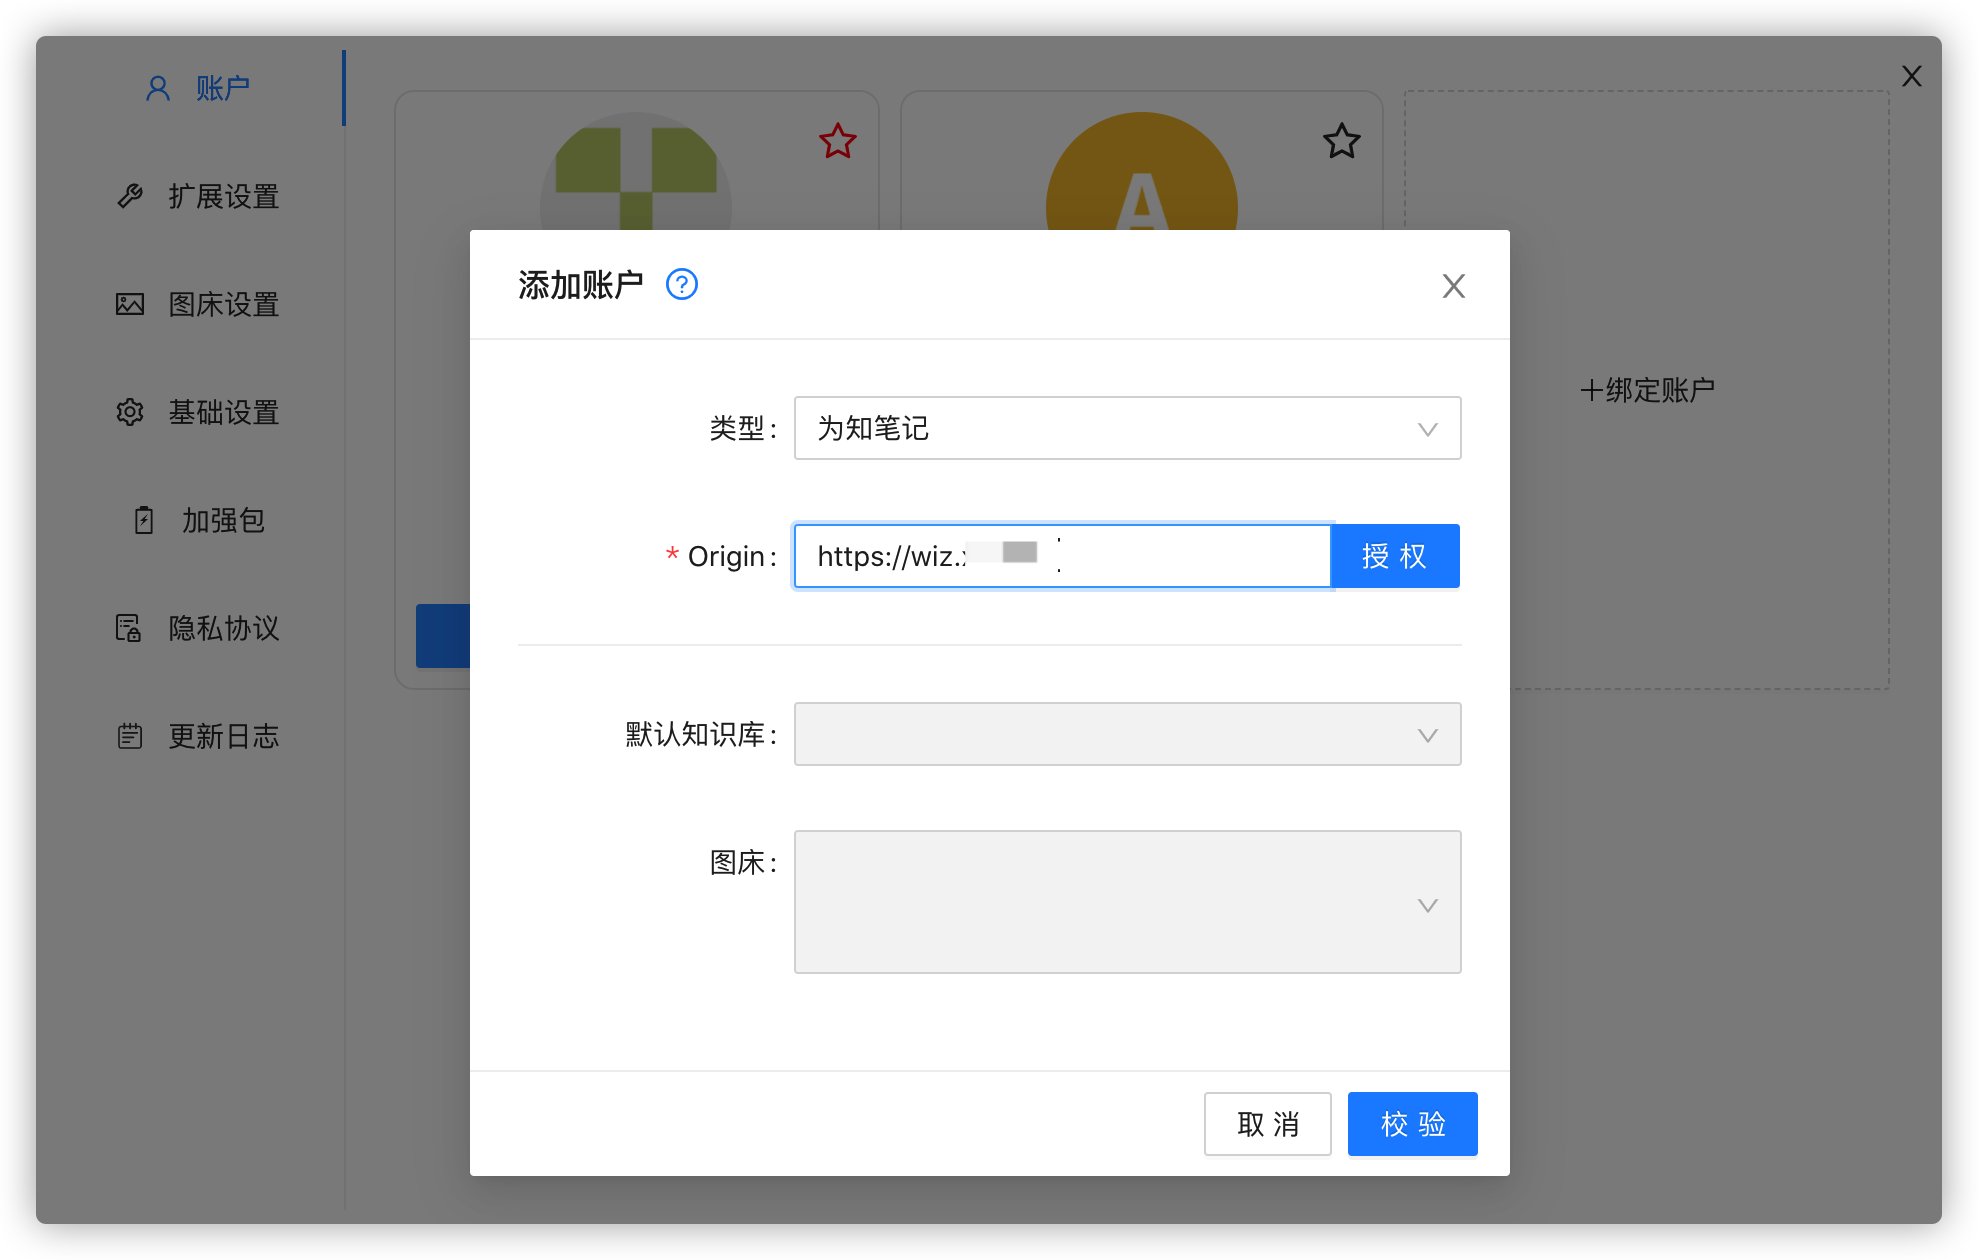 账户
扩展设置
图床设置
基础设置
加强包
隐私协议
更新日志
A
+绑定账户
添加账户
类型:
为知笔记
* Origin:
https://wiz.
授 权
默认知识库:
图床:
取 消
校 验